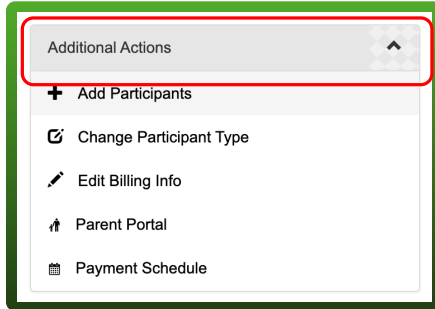 Additional Actions
Add Participants
Change Participant Type
Edit Billing Info
Parent Portal
Payment Schedule